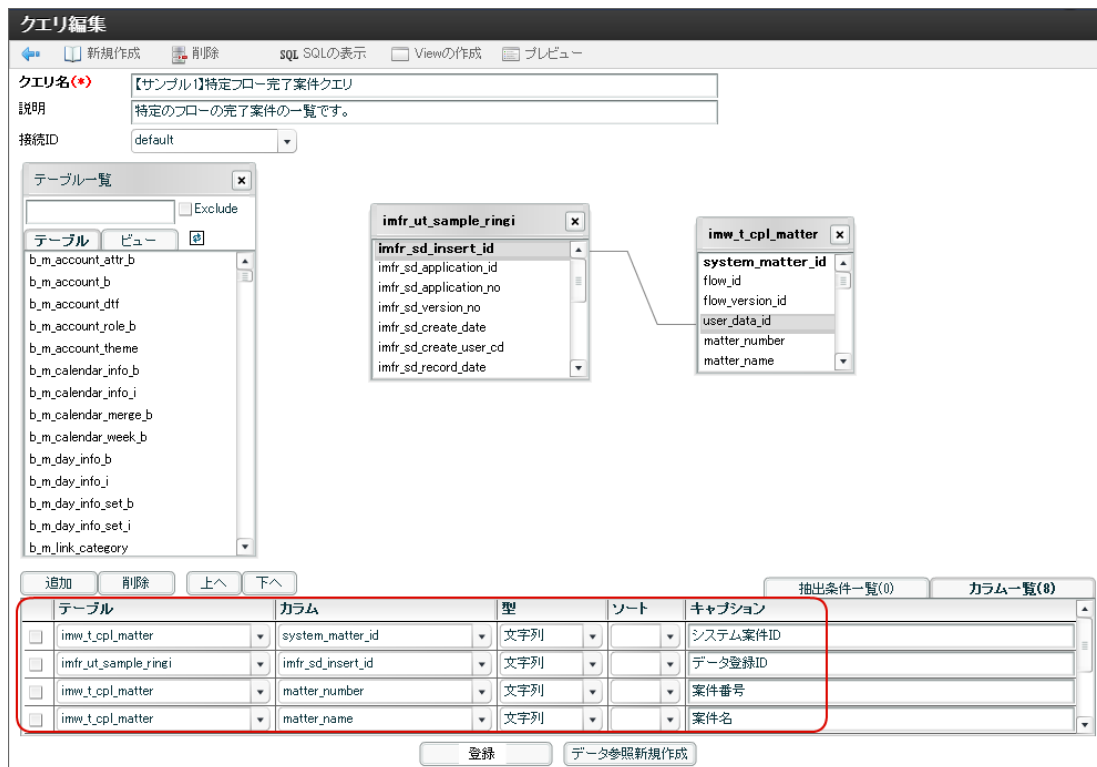 クエリ編集
新規作成 削除 SQL SQLの表示 Viewの作成 プレビュー
クエリ名(*) 【サンプル1】特定フロー完了案件クエリ
説明 特定のフローの完了案件の一覧です。
接続ID default
テーブル一覧
Exclude
テーブル ビュー
b_m_account_attr_b
b_m_account_b
b_m_account_dtf
b_m_account_role_b
b_m_account_theme
b_m_calendar_info_b
b_m_calendar_info_i
b_m_calendar_merge_b
b_m_calendar_week_b
b_m_day_info_b
b_m_day_info_i
b_m_day_info_set_b
b_m_day_info_set_i
b_m_link_category
imfr_ut_sample_ringi
imfr_sd_insert_id
imfr_sd_application_id
imfr_sd_application_no
imfr_sd_version_no
imfr_sd_create_date
imfr_sd_create_user_cd
imfr_sd_record_date
imw_t_cpl_matter
system_matter_id
flow_id
flow_version_id
user_data_id
matter_number
matter_name
追加 削除 上へ 下へ 抽出条件一覧(0) カラム一覧(8)
テーブル カラム 型 ソート キャプション
imw_t_cpl_matter system_matter_id 文字列 システム案件ID
imfr_ut_sample_ringi imfr_sd_insert_id 文字列 データ登録ID
imw_t_cpl_matter matter_number 文字列 案件番号
imw_t_cpl_matter matter_name 文字列 案件名
登録 データ参照新規作成